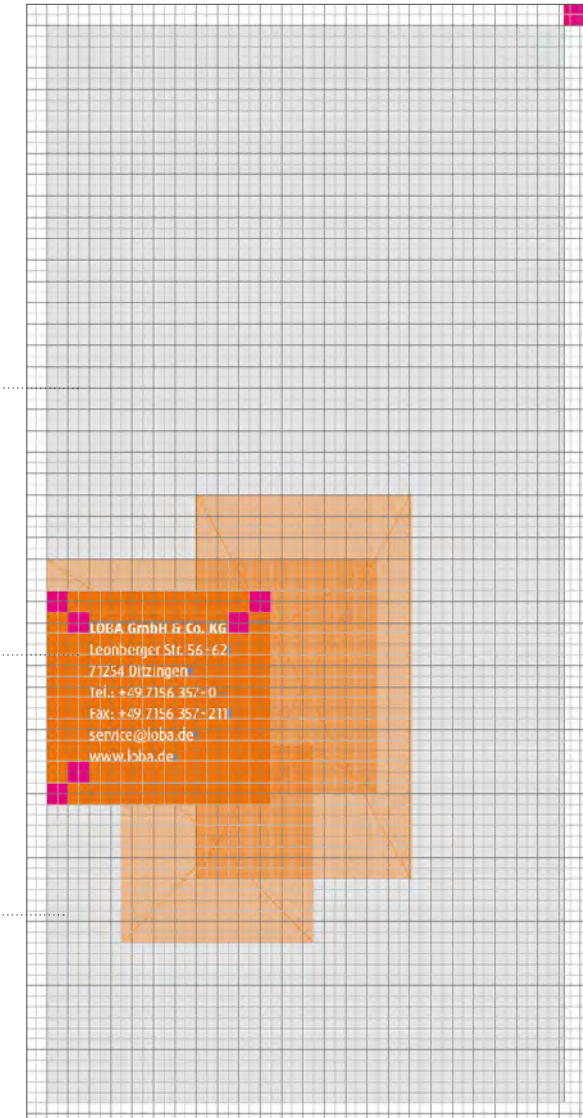 LOBA GmbH & Co. KG
Leonberger Str. 56-62
71254 Ditzingen
Tel.: +49 7156 357-0
Fax: +49 7156 357-211
service@loba.de
www.loba.de